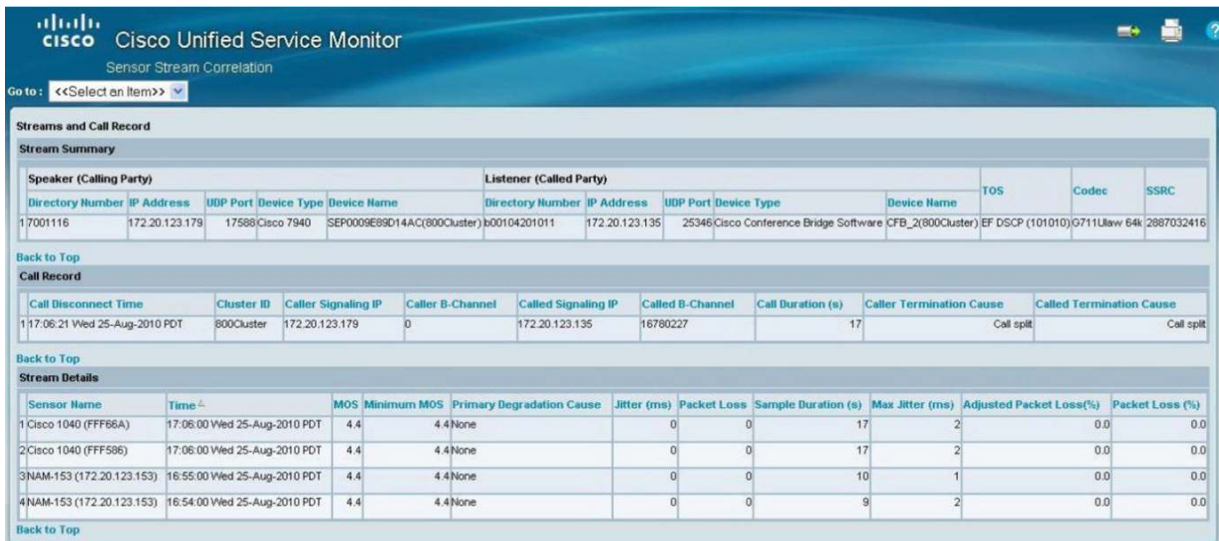 CISCO Cisco Unified Service Monitor
?
Sensor Stream Correlation
Go to : <<Select an Item>>
Streams and Call Record
Stream Summary
Speaker (Calling Party) Listener (Called Party) TOS Codec SSRC
Directory Number IP Address UDP Port Device Type Device Name Directory Number IP Address UDP Port Device Type Device Name
1 7001116 172.20.123.179 17588 Cisco 7940 SEP0009E89D14AC(800Cluster) b00104201011 172.20.123.135 25346 Cisco Conference Bridge Software CFB_2(800Cluster) EF DSCP (101010) G711Ulaw 64k 2887032416
Back to Top
Call Record
Call Disconnect Time Cluster ID Caller Signaling IP Caller B-Channel Called Signaling IP Called B-Channel Call Duration (s) Caller Termination Cause Called Termination Cause
1 17:06:21 Wed 25-Aug-2010 PDT 800Cluster 172.20.123.179 0 172.20.123.135 16780227 17 Call split Call split
Back to Top
Stream Details
Sensor Name Time MOS Minimum MOS Primary Degradation Cause Jitter (ms) Packet Loss Sample Duration (s) Max Jitter (ms) Adjusted Packet Loss(%) Packet Loss (%)
1 Cisco 1040 (FFF66A) 17:06:00 Wed 25-Aug-2010 PDT 4.4 4.4 None 0 0 17 2 0.0 0.0
2 Cisco 1040 (FFF586) 17:06:00 Wed 25-Aug-2010 PDT 4.4 4.4 None 0 0 17 2 0.0 0.0
3 NAM-153 (172.20.123.153) 16:55:00 Wed 25-Aug-2010 PDT 4.4 4.4 None 0 0 10 1 0.0 0.0
4 NAM-153 (172.20.123.153) 16:54:00 Wed 25-Aug-2010 PDT 4.4 4.4 None 0 0 9 2 0.0 0.0
Back to Top